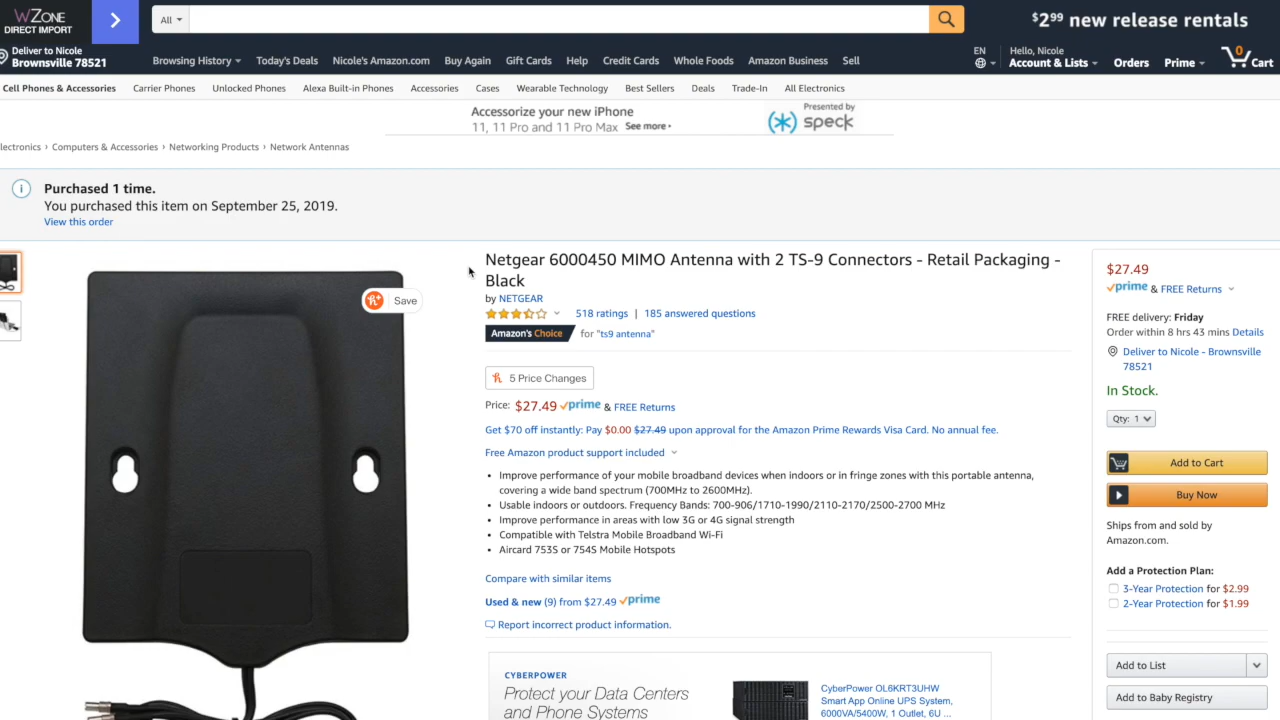 WZONE
DIRECT IMPORT
All
$2.99 new release rentals
Deliver to Nicole
Brownsville 78521
Browsing History
Today's Deals
Nicole's Amazon.com
Buy Again
Gift Cards
Help
Credit Cards
Whole Foods
Amazon Business
Sell
EN
Hello, Nicole
Account & Lists
Orders
Prime
0
Cart
Cell Phones & Accessories
Carrier Phones
Unlocked Phones
Alexa Built-in Phones
Accessories
Cases
Wearable Technology
Best Sellers
Deals
Trade-In
All Electronics
Accessorize your new iPhone
11, 11 Pro and 11 Pro Max See more
Presented by
speck
lectronics › Computers & Accessories › Networking Products › Network Antennas
Purchased 1 time.
You purchased this item on September 25, 2019.
View this order
Save
Netgear 6000450 MIMO Antenna with 2 TS-9 Connectors - Retail Packaging -
Black
by NETGEAR
518 ratings | 185 answered questions
Amazon's Choice for "ts9 antenna"
5 Price Changes
Price: $27.49 prime & FREE Returns
Get $70 off instantly: Pay $0.00 $27.49 upon approval for the Amazon Prime Rewards Visa Card. No annual fee.
Free Amazon product support included
• Improve performance of your mobile broadband devices when indoors or in fringe zones with this portable antenna,
covering a wide band spectrum (700MHz to 2600MHz).
• Usable indoors or outdoors. Frequency Bands: 700-906/1710-1990/2110-2170/2500-2700 MHz
• Improve performance in areas with low 3G or 4G signal strength
• Compatible with Telstra Mobile Broadband Wi-Fi
• Aircard 753S or 754S Mobile Hotspots
Compare with similar items
Used & new (9) from $27.49 prime
Report incorrect product information.
CYBERPOWER
Protect your Data Centers
and Phone Systems
CyberPower OL6KRT3UHW
Smart App Online UPS System,
6000VA/5400W, 1 Outlet, 6U ...
$27.49
prime & FREE Returns
FREE delivery: Friday
Order within 8 hrs 43 mins Details
Deliver to Nicole - Brownsville
78521
In Stock.
Qty: 1
Add to Cart
Buy Now
Ships from and sold by
Amazon.com.
Add a Protection Plan:
3-Year Protection for $2.99
2-Year Protection for $1.99
Add to List
Add to Baby Registry